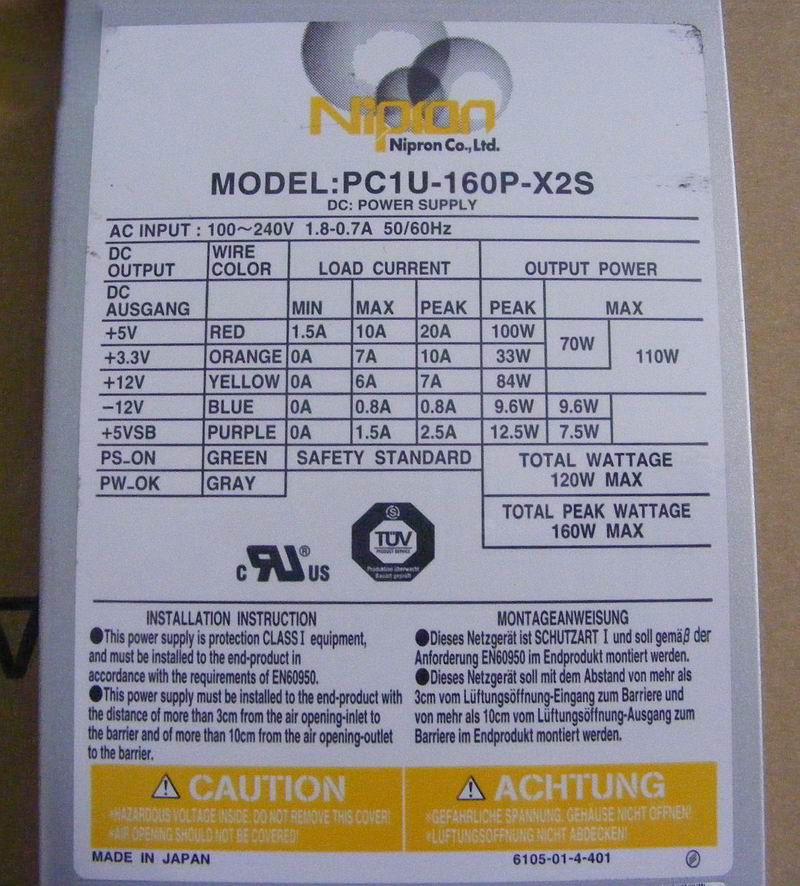 Nipron
Nipron Co., Ltd.
MODEL:PC1U-160P-X2S
DC: POWER SUPPLY
AC INPUT : 100～240V 1.8-0.7A 50/60Hz
DC OUTPUT WIRE COLOR LOAD CURRENT OUTPUT POWER
DC AUSGANG MIN MAX PEAK PEAK MAX
+5V RED 1.5A 10A 20A 100W 70W 110W
+3.3V ORANGE 0A 7A 10A 33W
+12V YELLOW 0A 6A 7A 84W
−12V BLUE 0A 0.8A 0.8A 9.6W 9.6W
+5VSB PURPLE 0A 1.5A 2.5A 12.5W 7.5W
PS-ON GREEN SAFETY STANDARD TOTAL WATTAGE
120W MAX
PW-OK GRAY
TOTAL PEAK WATTAGE
160W MAX
c RU ® US
S
TÜV
PRODUCT SERVICE
Produktion überwacht
Bauart geprüft
INSTALLATION INSTRUCTION
●This power supply is protection CLASS I equipment,
and must be installed to the end-product in
accordance with the requirements of EN60950.
●This power supply must be installed to the end-product with
the distance of more than 3cm from the air opening-inlet to
the barrier and of more than 10cm from the air opening-outlet
to the barrier.
MONTAGEANWEISUNG
●Dieses Netzgerät ist SCHUTZART I und soll gemäß der
Anforderung EN60950 im Endprodukt montiert werden.
●Dieses Netzgerät soll mit dem Abstand von mehr als
3cm vom Lüftungsöffnung-Eingang zum Barriere und
von mehr als 10cm vom Lüftungsöffnung-Ausgang zum
Barriere im Endprodukt montiert werden.
⚠ CAUTION
*HAZARDOUS VOLTAGE INSIDE. DO NOT REMOVE THIS COVER!
*AIR OPENING SHOULD NOT BE COVERED!
⚠ ACHTUNG
*GEFAHRLICHE SPANNUNG, GEHAUSE NICHT OFFNEN!
*LUFTUNGSOFFNUNG NICHT ABDECKEN!
MADE IN JAPAN
6105-01-4-401